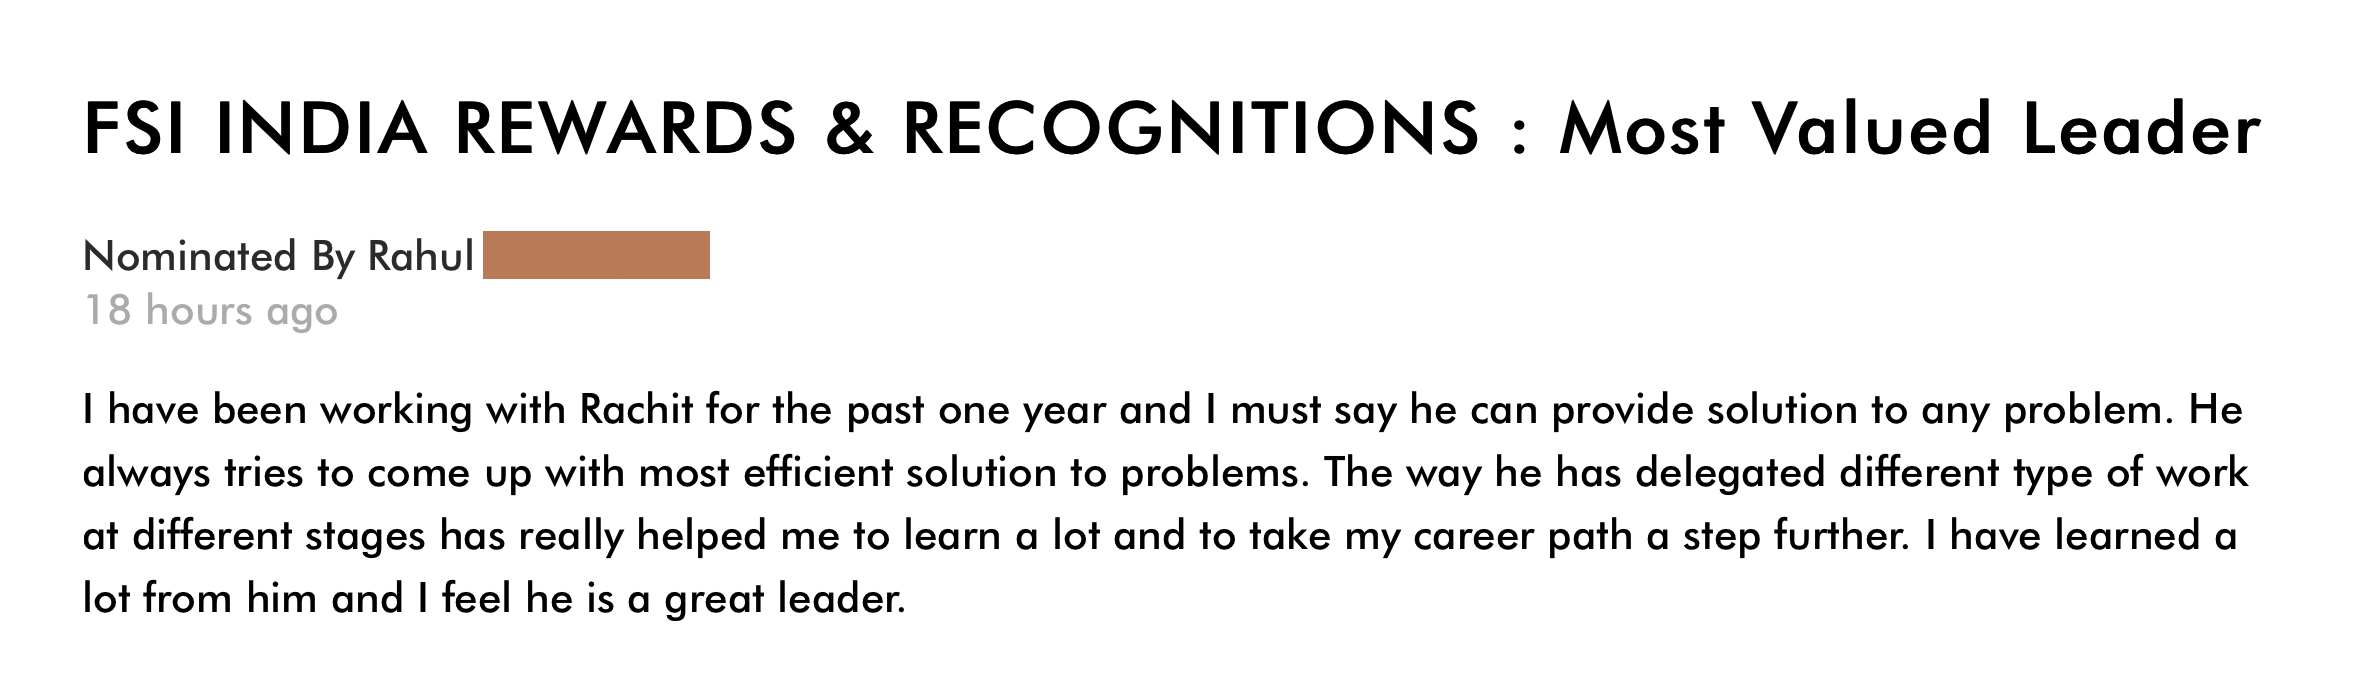 FSI INDIA REWARDS & RECOGNITIONS : Most Valued Leader
Nominated By Rahul
18 hours ago
I have been working with Rachit for the past one year and I must say he can provide solution to any problem. He
always tries to come up with most efficient solution to problems. The way he has delegated different type of work
at different stages has really helped me to learn a lot and to take my career path a step further. I have learned a
lot from him and I feel he is a great leader.